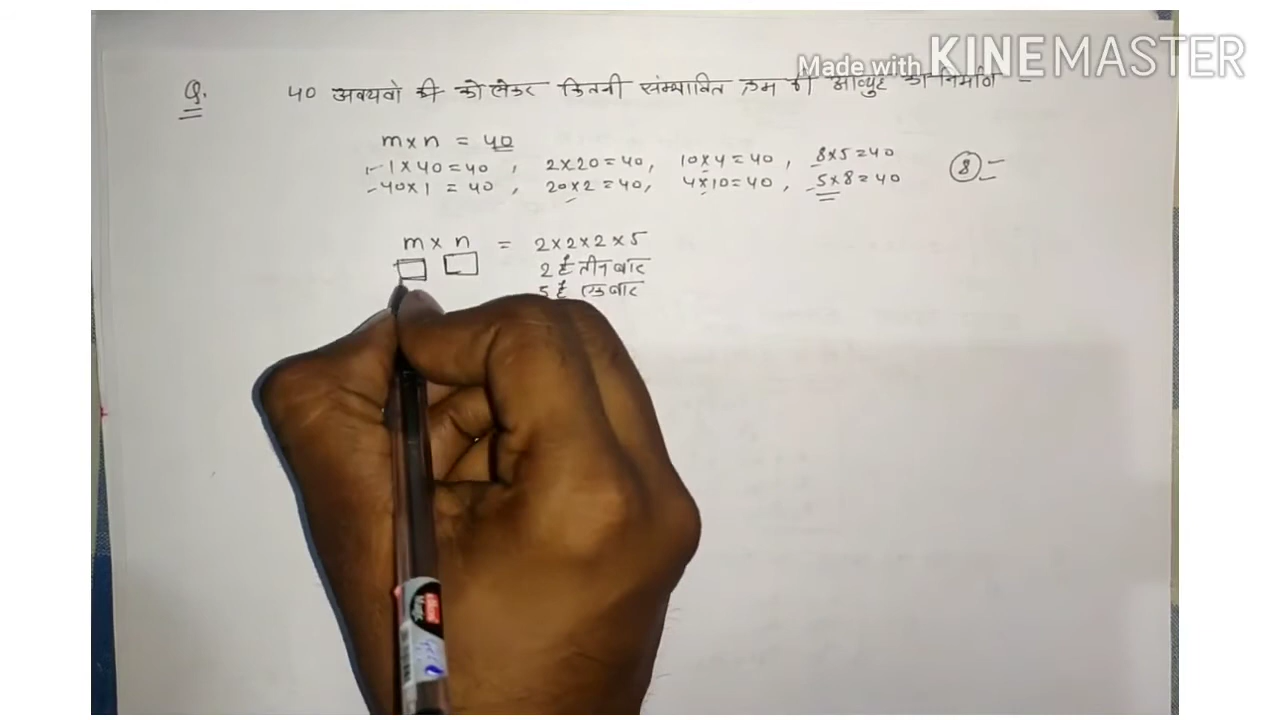 Made with KINEMASTER
Q. 40 अवयवो की को लेकर कितनी संम्भावित क्रम की आव्युह का निर्माण -
m x n = 40
1 x 40 = 40 , 2 x 20 = 40, 10 x 4 = 40 , 8 x 5 = 40
40 x 1 = 40 , 20 x 2 = 40, 4 x 10 = 40 , 5 x 8 = 40
8
m x n = 2 x 2 x 2 x 5
2 है तीन बार
5 है एक बार